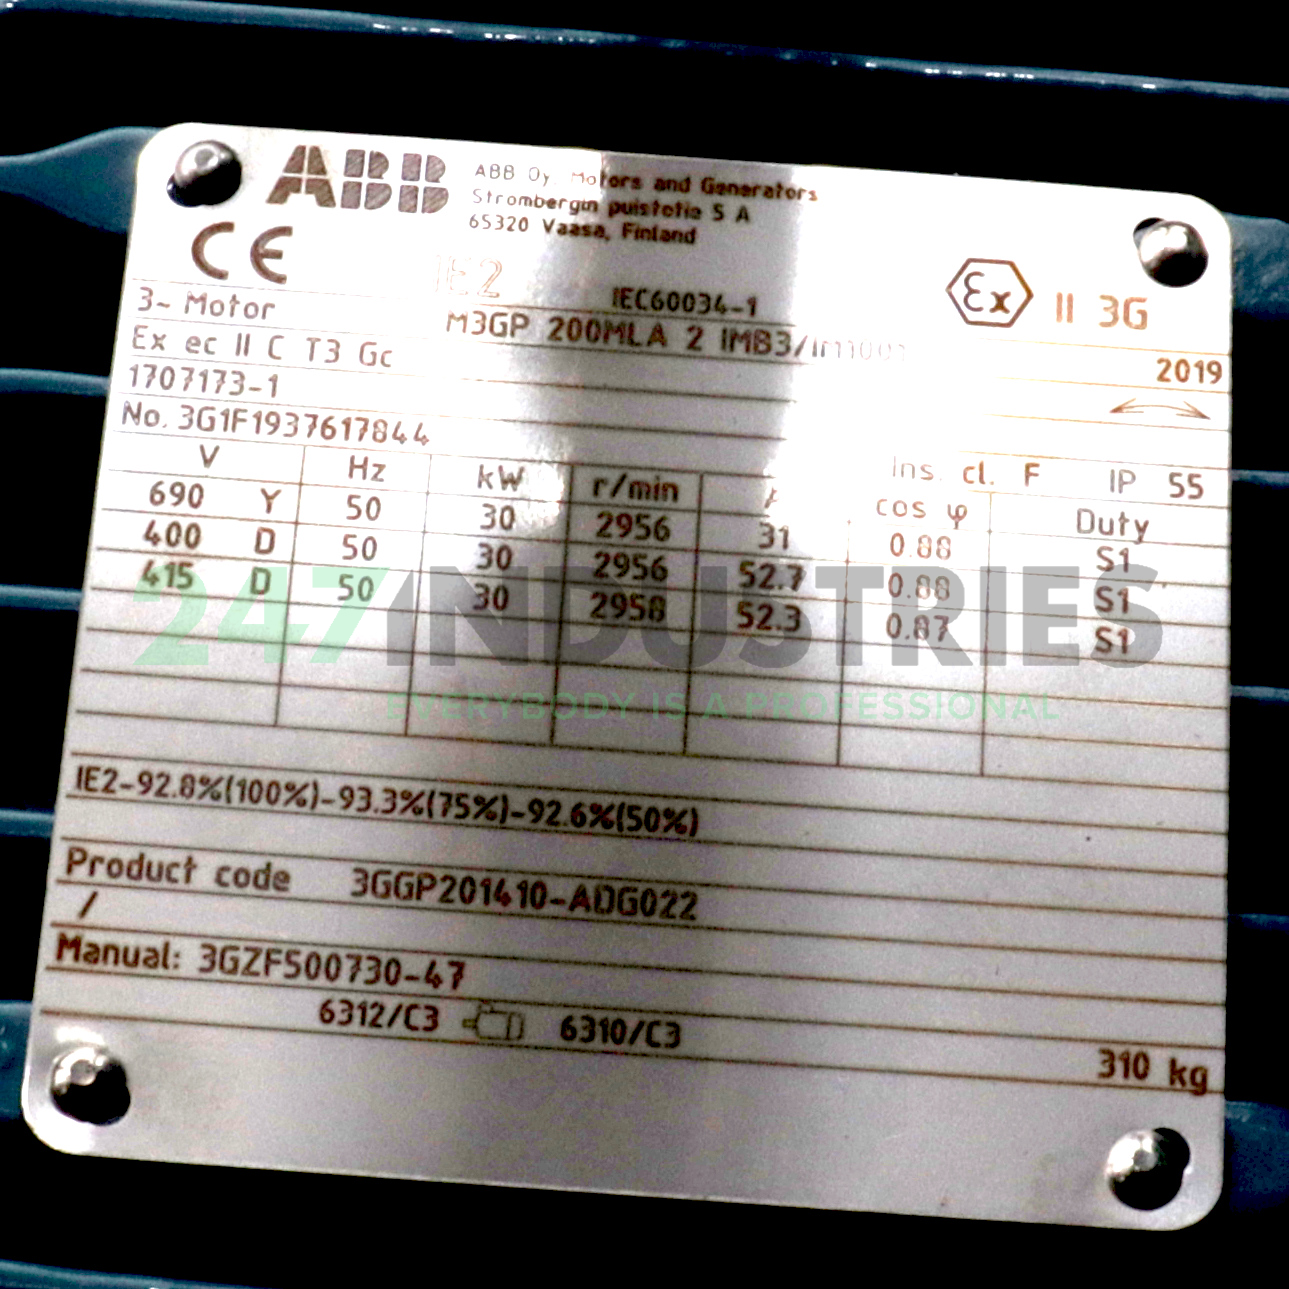 ABB
ABB Oy, Motors and Generators
Strombergin puistotie 5 A
65320 Vaasa, Finland
CE
IE2
IEC60034-1
Ex II 3G
3~ Motor
M3GP 200MLA 2 IMB3/IM1001
Ex ec II C T3 Gc
2019
1707173-1
No. 3G1F1937617844
Ins. cl. F IP 55
V Hz kW r/min cos φ Duty
690 Y 50 30 2956 31 0.88 S1
400 D 50 30 2956 52.7 0.88 S1
415 D 50 30 2958 52.3 0.87 S1
247INDUSTRIES
EVERYBODY IS A PROFESSIONAL
IE2-92.8%(100%)-93.3%(75%)-92.6%(50%)
Product code 3GGP201410-ADG022
/
Manual: 3GZF500730-47
6312/C3 6310/C3
310 kg